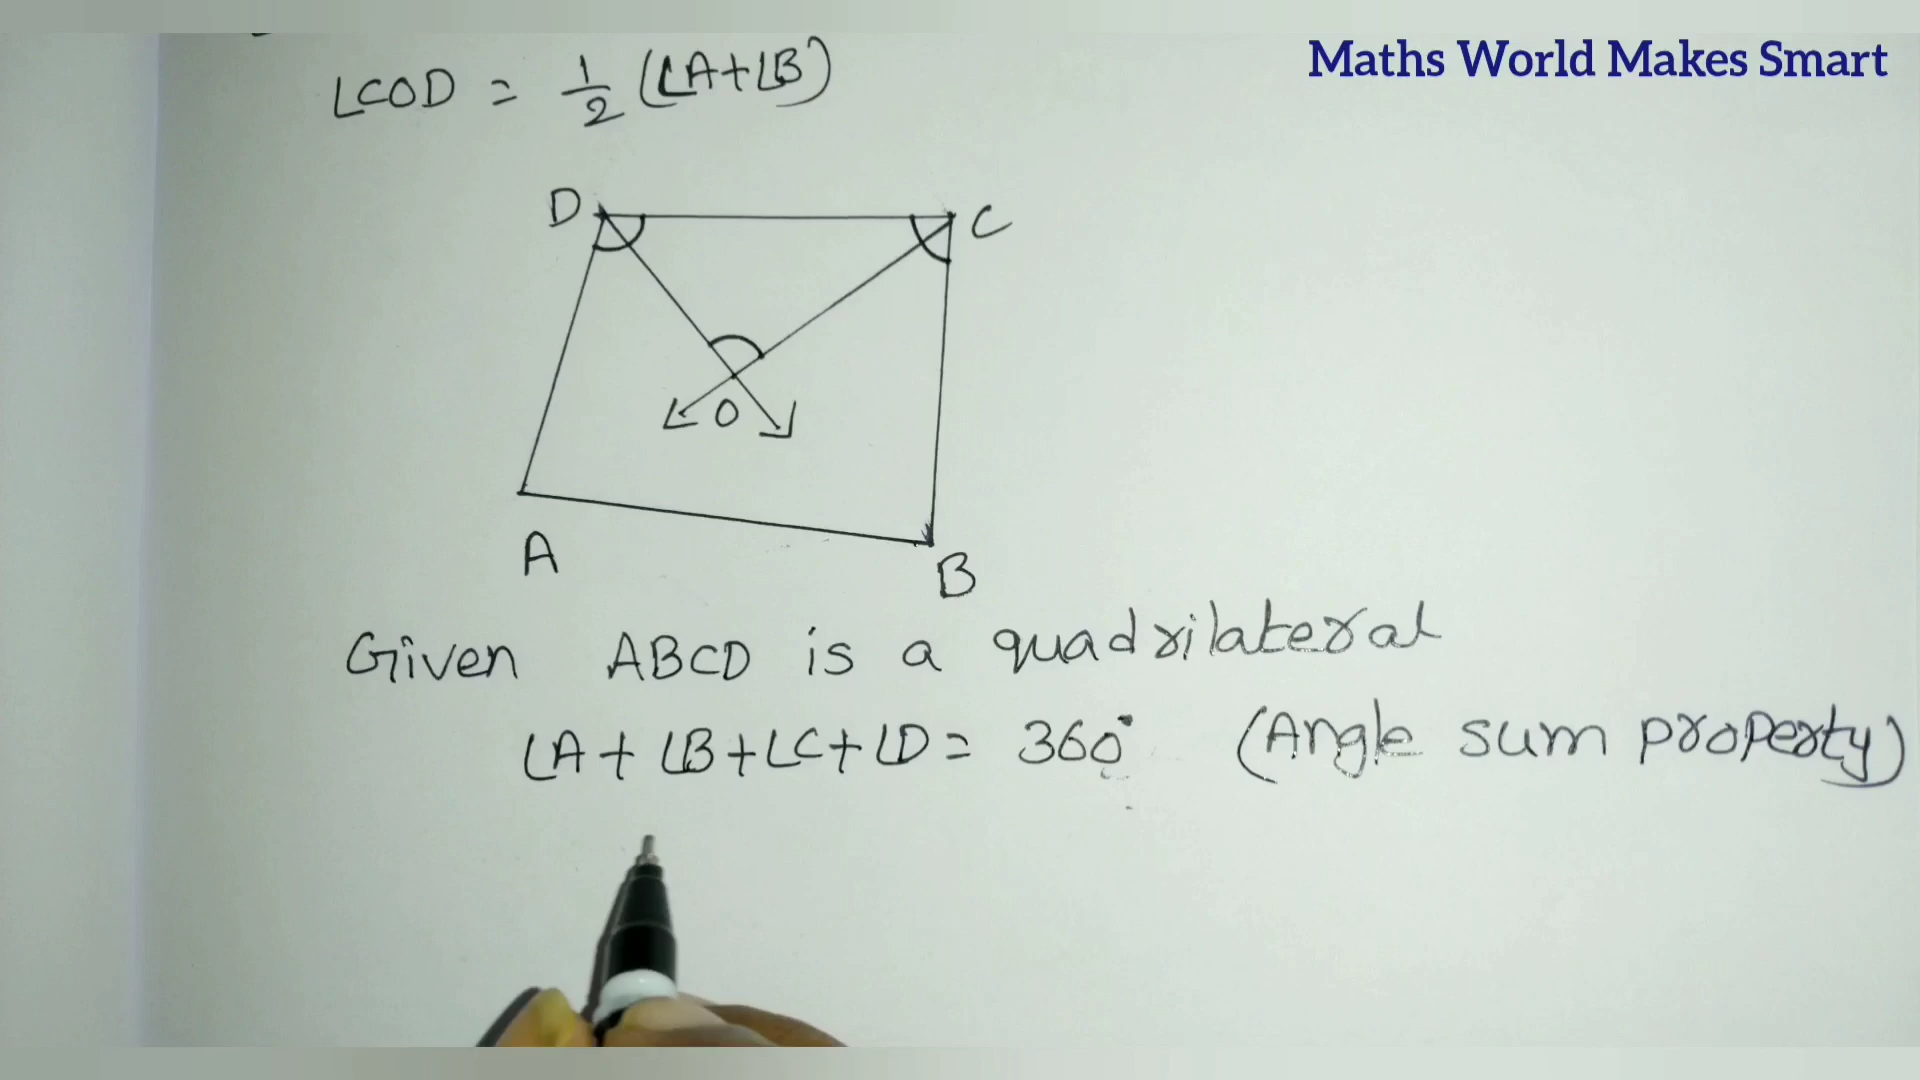 Maths World Makes Smart
∠COD = 1/2 (∠A+∠B)
D
C
O
A
B
Given ABCD is a quadrilateral
∠A + ∠B + ∠C + ∠D = 360° (Angle sum property)